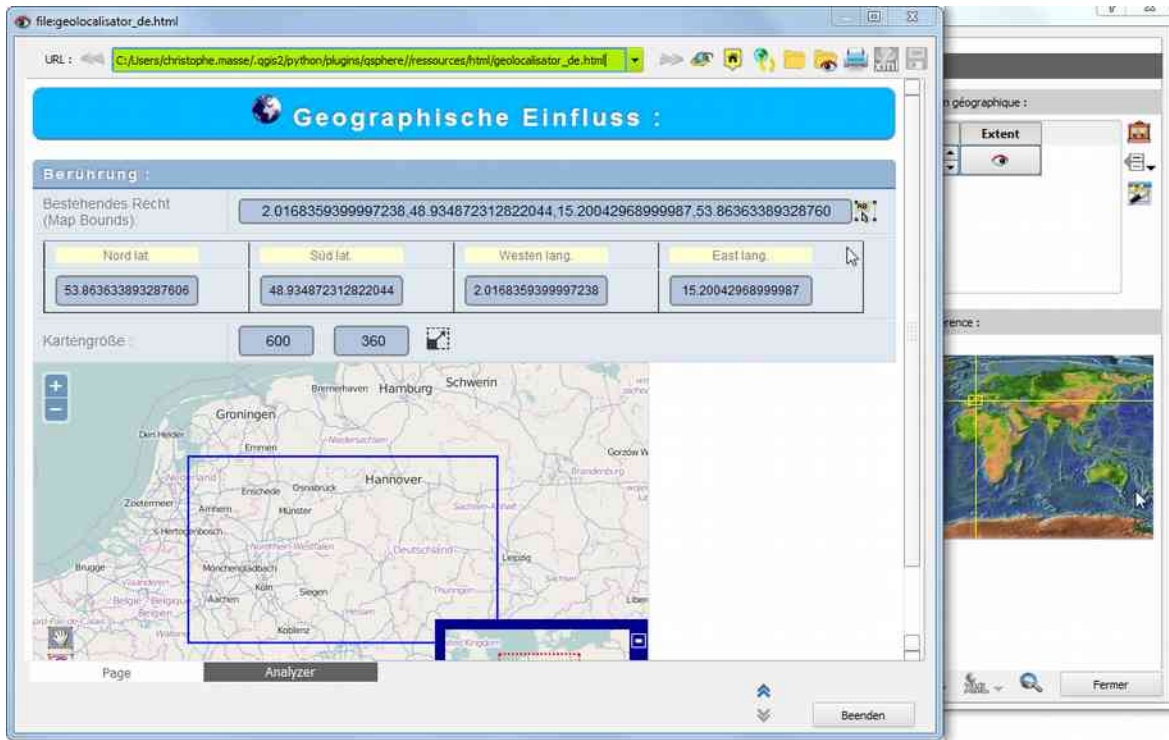 file:geolocalisator_de.html
URL : C:/Users/christophe.masse/.qgis2/python/plugins/qsphere//ressources/html/geolocalisator_de.html
Geographische Einfluss :
Berührung :
Bestehendes Recht
(Map Bounds):
2.0168359399997238,48.934872312822044,15.20042968999987,53.86363389328760
Nord lat.
Süd lat.
Westen lang.
East lang.
53.863633893287606
48.934872312822044
2.0168359399997238
15.20042968999987
Kartengröße :
600
360
Bremerhaven
Hamburg
Schwerin
Groningen
Den Helder
Emmen
Niedersachsen
Gorzów W
Brandenburg
Nederland
Enschede
Osnabrück
Hannover
Zoetermeer
Arnhem
Münster
Sachsen-Anhalt
's-Hertogenbosch
Nordrhein-Westfalen
Deutschland
Leipzig
Brugge
Mönchengladbach
Vlaanderen
Köln
Siegen
Thüringen
Sachsen
België / Belgique
Belgien
Aachen
Hessen
Liber
Koblenz
Page
Analyzer
Beenden
n géographique :
Extent
rence :
Fermer